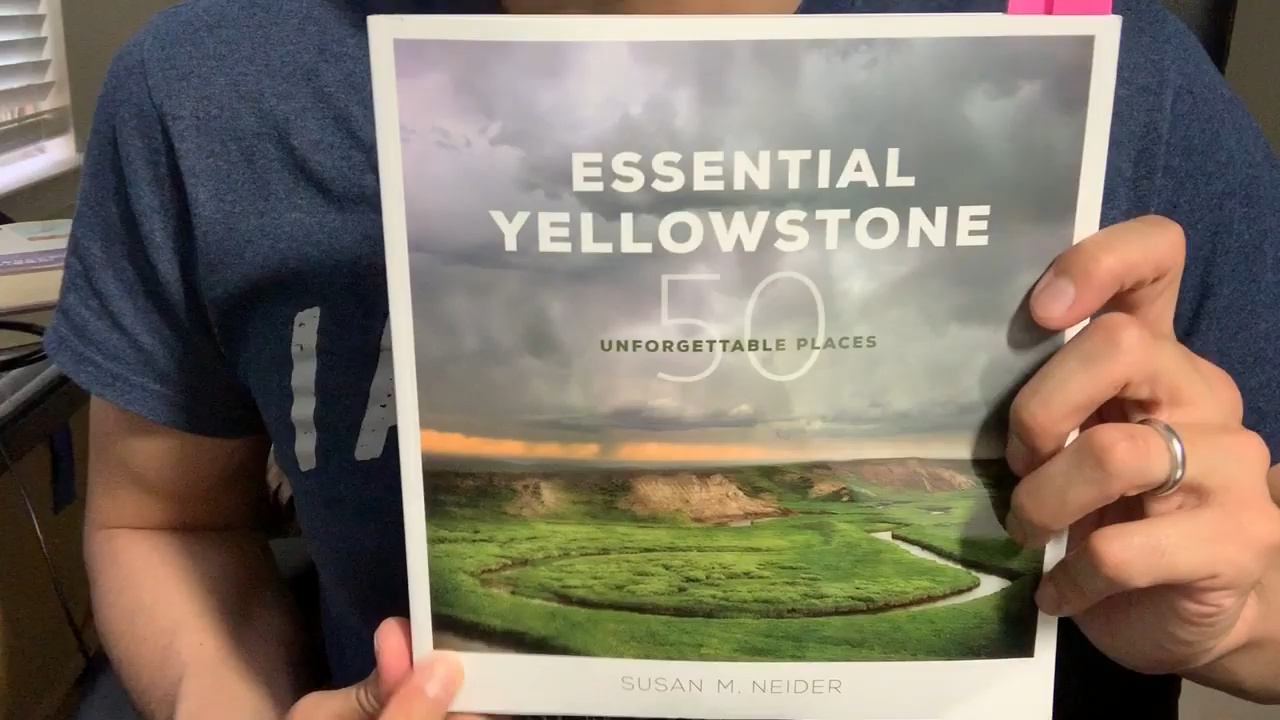 ESSENTIAL
YELLOWSTONE
50
UNFORGETTABLE PLACES
SUSAN M. NEIDER